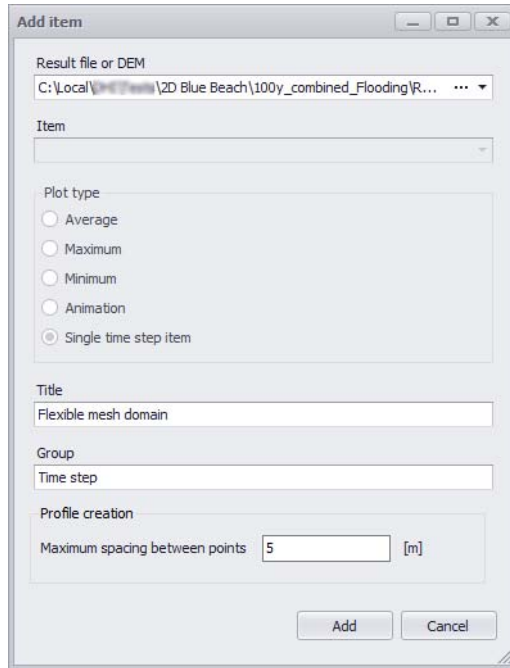 Add item
Result file or DEM
C:\Local\ \2D Blue Beach\100y_combined_Flooding\R... ...
Item
Plot type
Average
Maximum
Minimum
Animation
Single time step item
Title
Flexible mesh domain
Group
Time step
Profile creation
Maximum spacing between points 5 [m]
Add Cancel